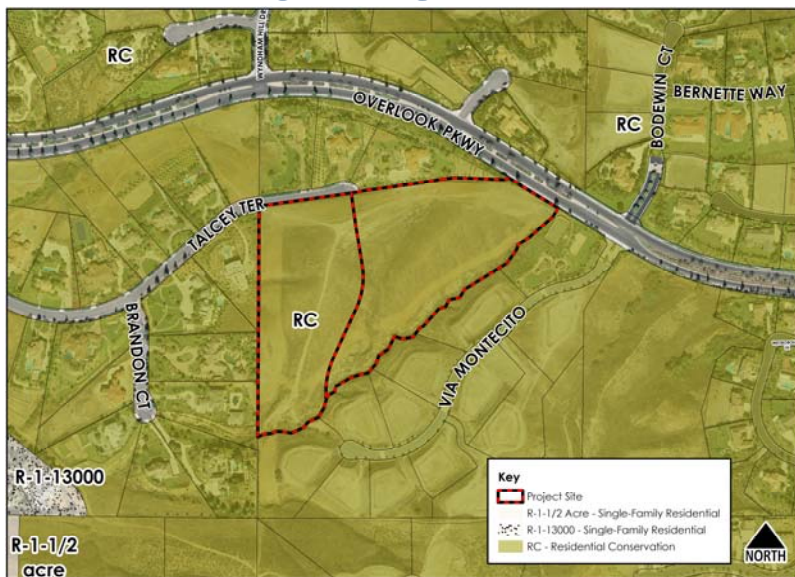 WYNDHAM HILL DR
RC
OVERLOOK PKWY
RC
BODEWIN CT
BERNETTE WAY
TALCEY TER
BRANDON CT
RC
VIA MONTECITO
R-1-13000
R-1-1/2
acre
Key
Project Site
R-1-1/2 Acre - Single-Family Residential
R-1-13000 - Single-Family Residential
RC - Residential Conservation
NORTH